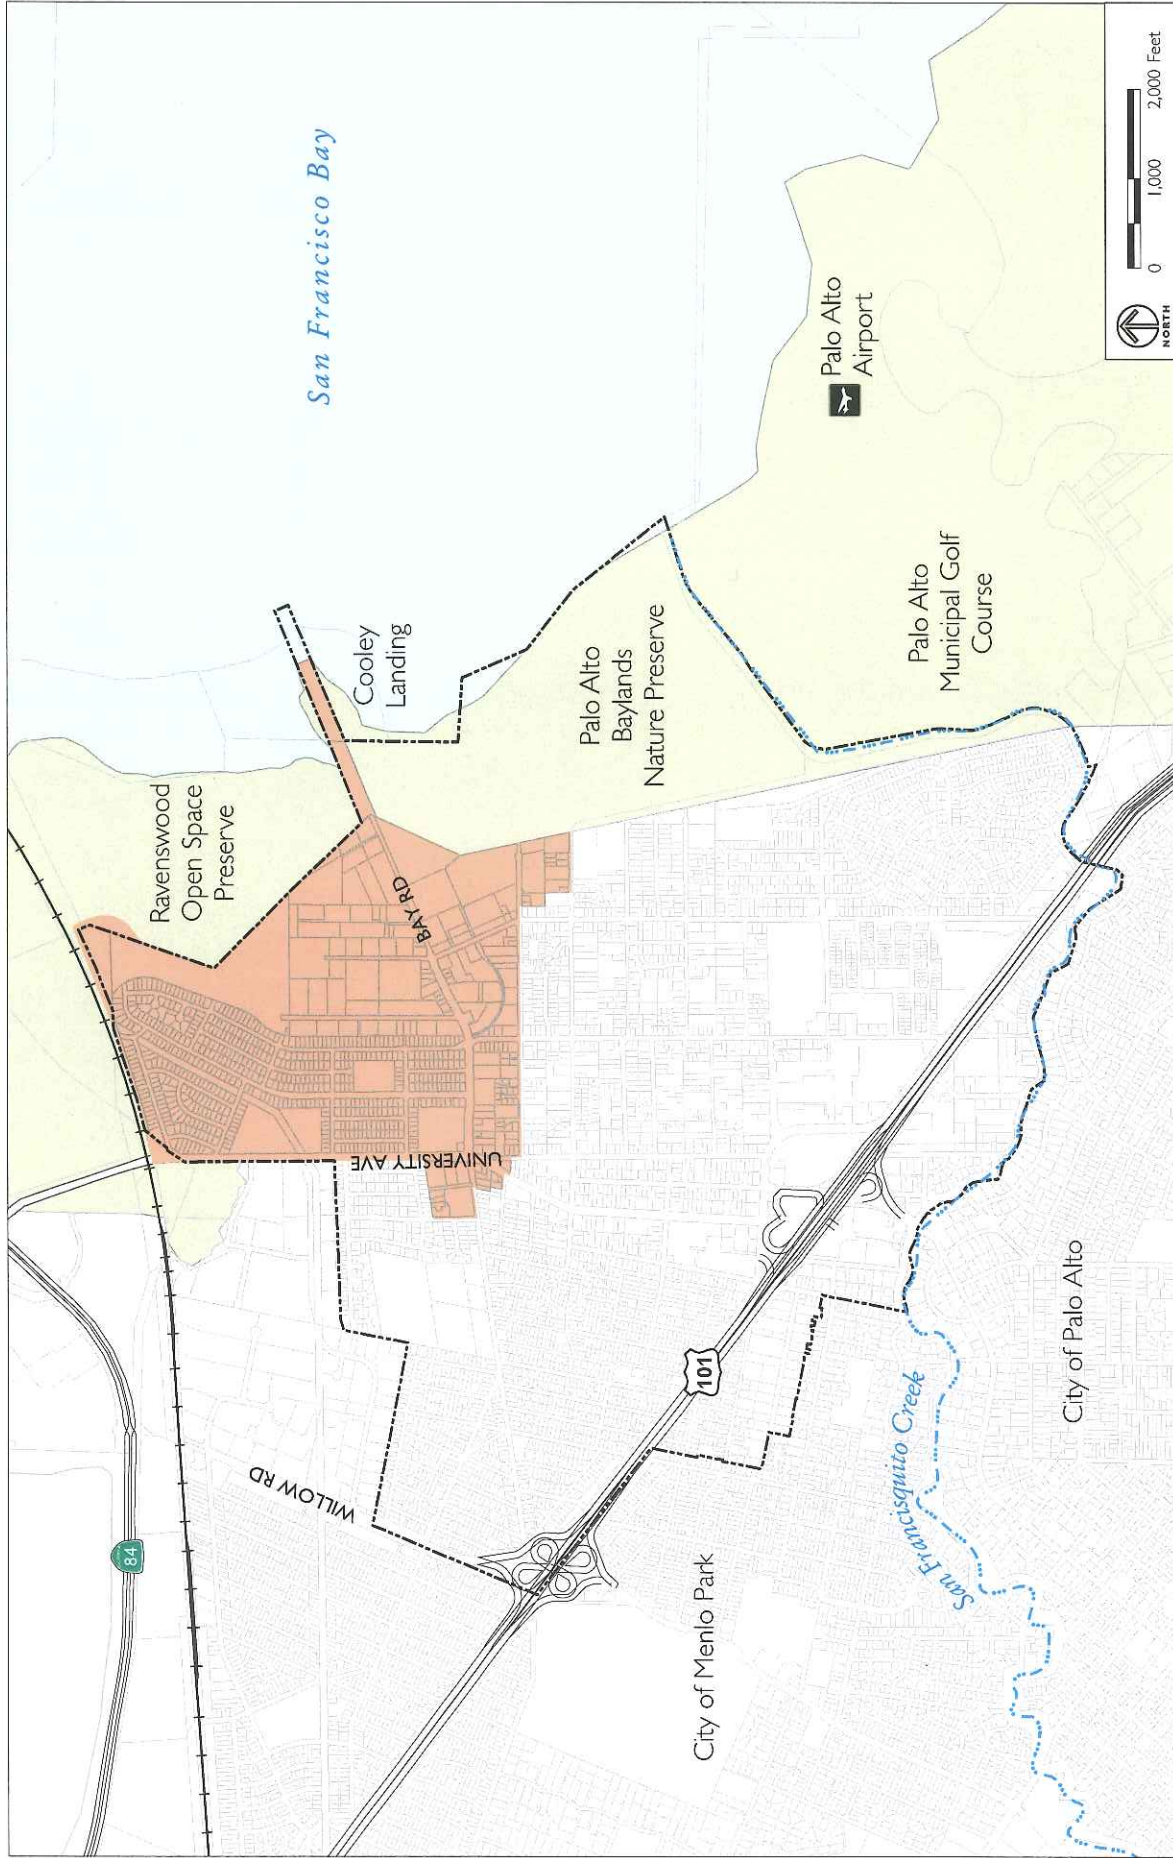 San Francisco Bay
Ravenswood
Open Space
Preserve
Cooley
Landing
BAY RD
UNIVERSITY AVE
Palo Alto
Baylands
Nature Preserve
Palo Alto
Airport
Palo Alto
Municipal Golf
Course
WILLOW RD
84
101
City of Menlo Park
San Francisquito Creek
City of Palo Alto
NORTH
0 1,000 2,000 Feet